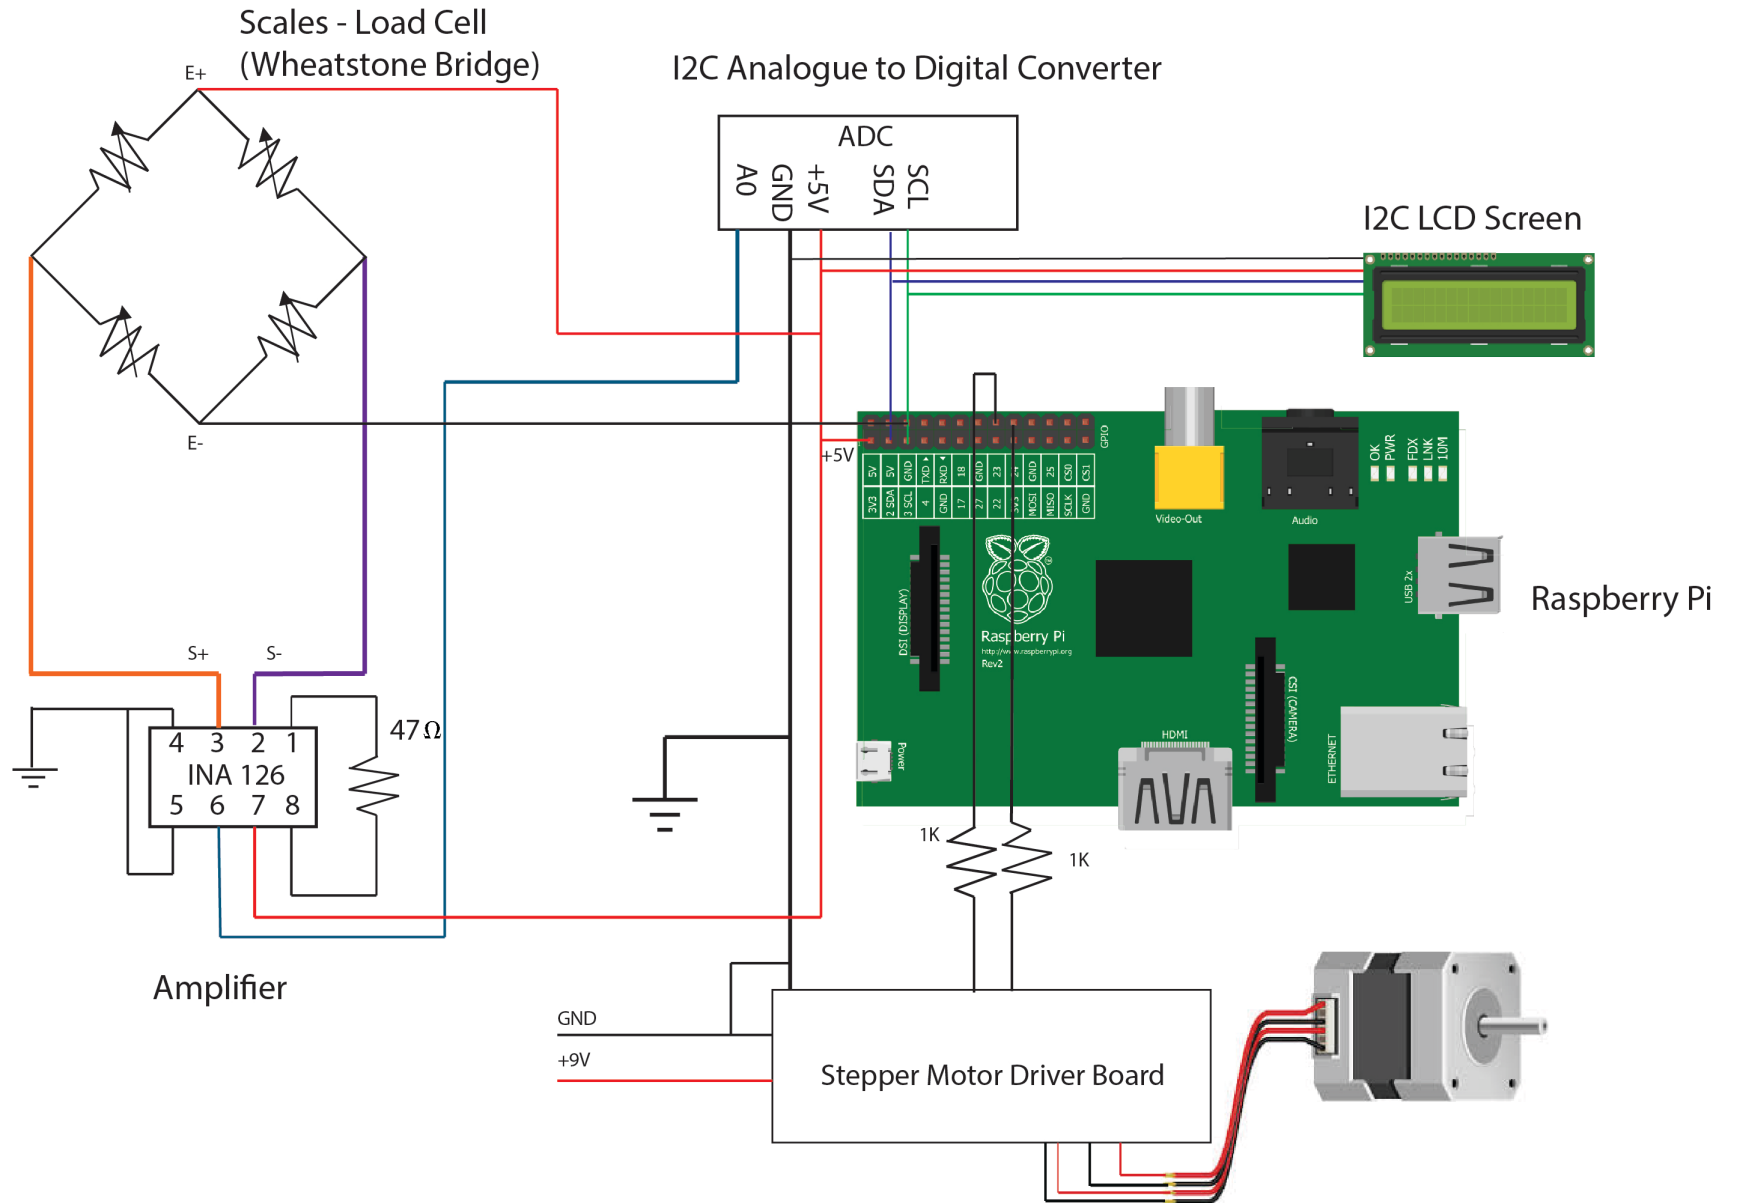 Scales - Load Cell
(Wheatstone Bridge)
E+
I2C Analogue to Digital Converter
ADC
A0
GND
+5V
SDA
SCL
I2C LCD Screen
E-
+5V
GPIO
5V 5V GND TXD RXD 18 GND 23 24 GND 25 CS0 CS1
3V3 2 SDA 3 SCL 4 GND 17 27 22 3V3 MOSI MISO SCLK GND
Video-Out
Audio
OK
PWR
FDX
LNK
10M
USB 2x
Raspberry Pi
DSI (DISPLAY)
Raspberry Pi
http://www.raspberrypi.org
Rev2
CSI (CAMERA)
HDMI
ETHERNET
Power
S+
S-
47Ω
4 3 2 1
INA 126
5 6 7 8
1K
1K
Amplifier
GND
+9V
Stepper Motor Driver Board